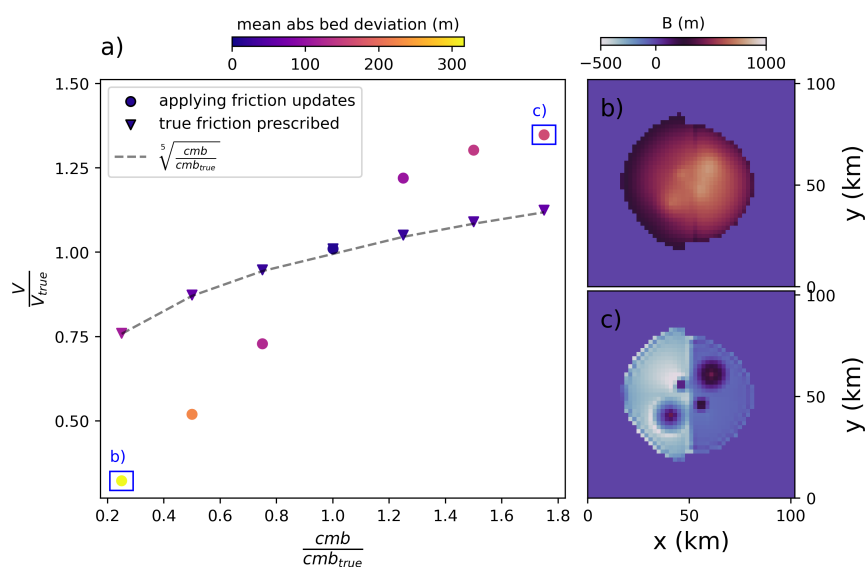 mean abs bed deviation (m)
0 100 200 300
a)
1.50
1.25
1.00
0.75
0.50
V/V_true
applying friction updates
true friction prescribed
⁵√(cmb/cmb_true)
c)
b)
0.2 0.4 0.6 0.8 1.0 1.2 1.4 1.6 1.8
cmb/cmb_true
B (m)
−500 0 1000
b)
100
50
0
y (km)
c)
100
50
0
y (km)
0 50 100
x (km)